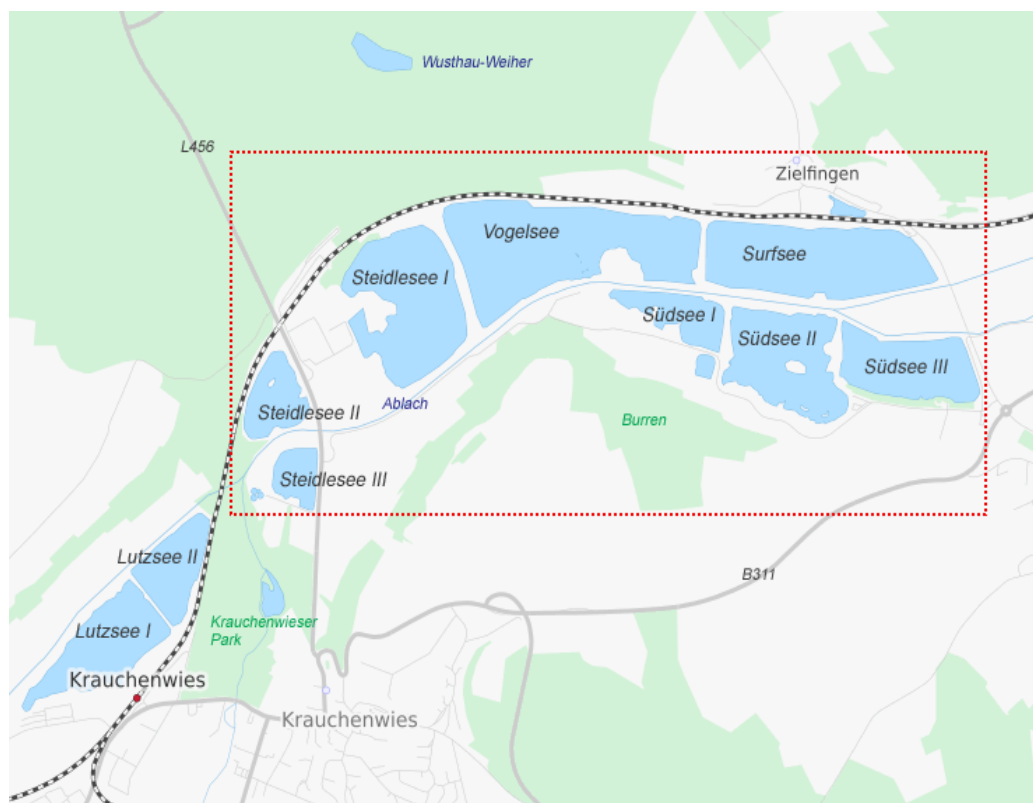 Wusthau-Weiher
L456
Zielfingen
Vogelsee
Surfsee
Steidlesee I
Südsee I
Südsee II
Südsee III
Steidlesee II
Ablach
Burren
Steidlesee III
Lutzsee II
B311
Krauchenwieser
Park
Lutzsee I
Krauchenwies
Krauchenwies